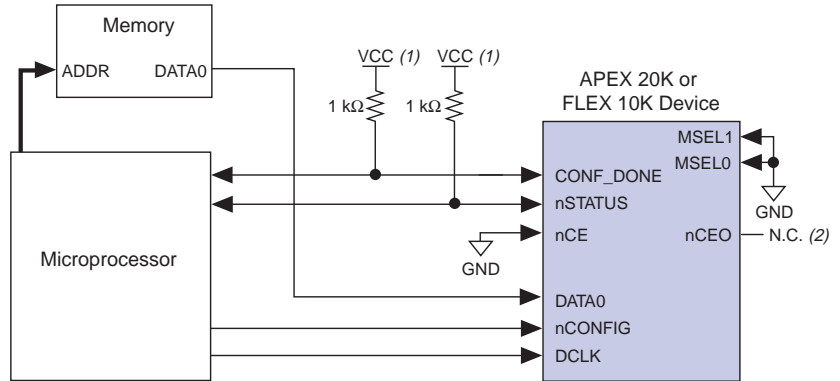 Memory
ADDR DATA0
VCC (1) VCC (1)
1 kΩ 1 kΩ
APEX 20K or
FLEX 10K Device
MSEL1
MSEL0
GND
CONF_DONE
nSTATUS
nCE
GND
nCEO N.C. (2)
Microprocessor
DATA0
nCONFIG
DCLK